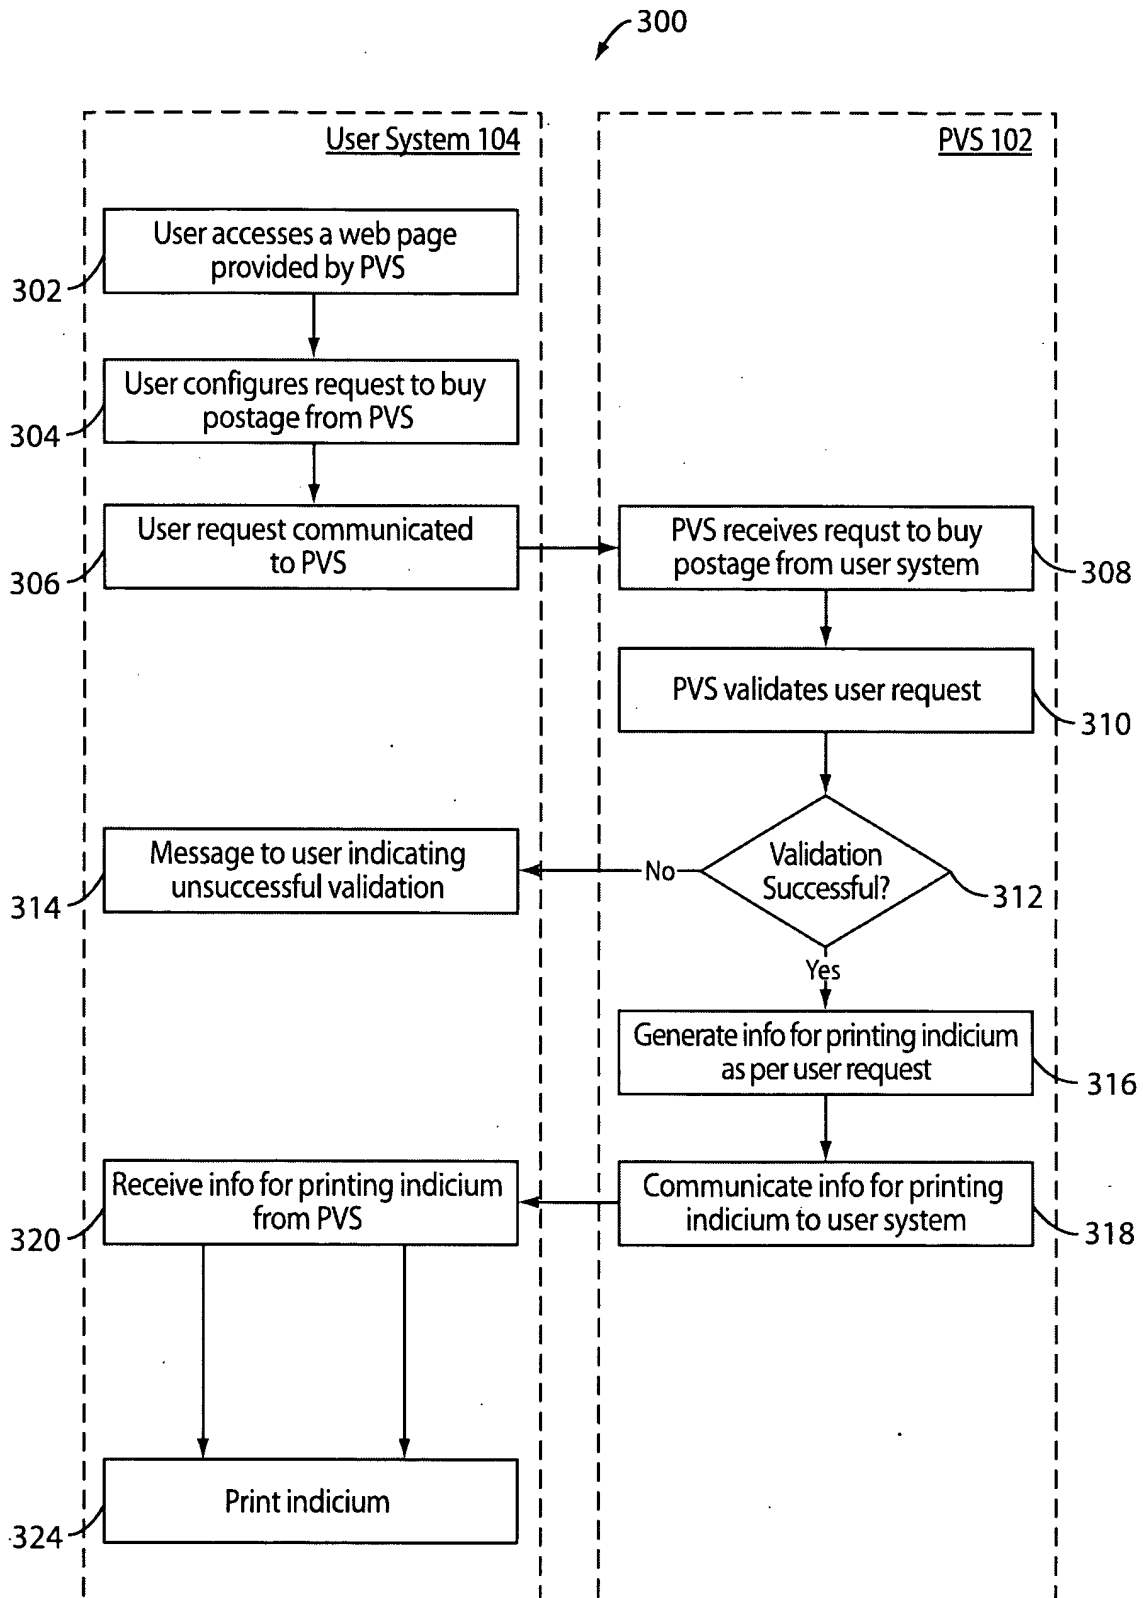 300
User System 104
PVS 102
User accesses a web page
provided by PVS
302
User configures request to buy
postage from PVS
304
User request communicated
to PVS
306
PVS receives requst to buy
postage from user system
308
PVS validates user request
310
Validation
Successful?
312
No
Message to user indicating
unsuccessful validation
314
Yes
Generate info for printing indicium
as per user request
316
Communicate info for printing
indicium to user system
318
Receive info for printing indicium
from PVS
320
Print indicium
324